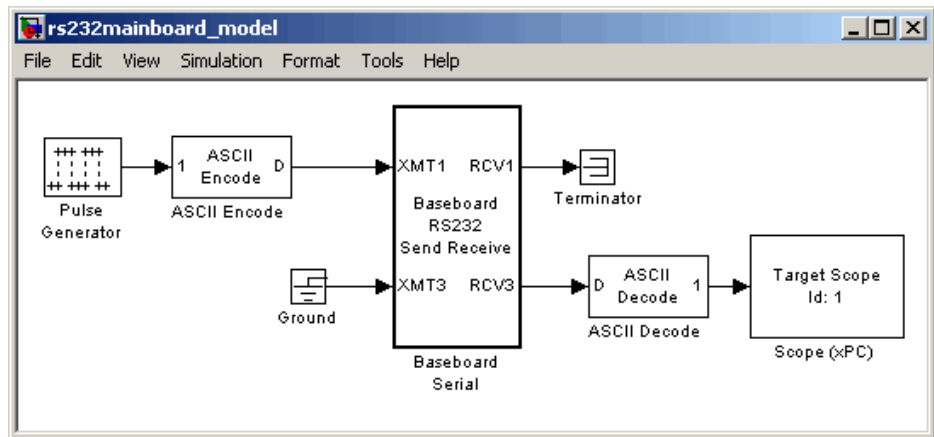 rs232mainboard_model
File Edit View Simulation Format Tools Help
Pulse
Generator
1 ASCII D
Encode
ASCII Encode
XMT1 RCV1
Baseboard
RS232
Send Receive
XMT3 RCV3
Baseboard
Serial
Ground
Terminator
D ASCII 1
Decode
ASCII Decode
Target Scope
Id: 1
Scope (xPC)